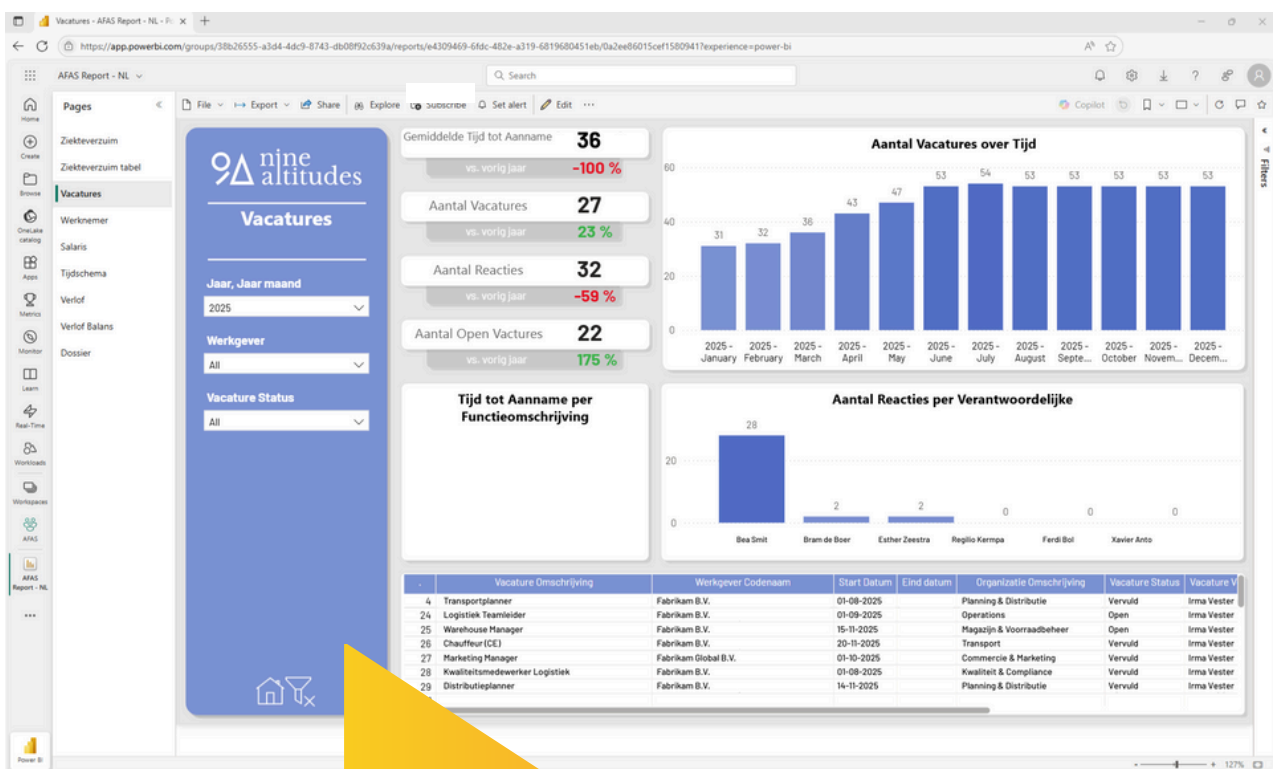 Vacatures - AFAS Report - NL - Po
https://app.powerbi.com/groups/38b26555-a3d4-4dc9-8743-db08f92c639a/reports/e4309469-6fdc-482e-a319-6819680451eb/0a2ee86015cef1580941?experience=power-bi
AFAS Report - NL
Search
Home
Create
Browse
OneLake
catalog
Apps
Metrics
Monitor
Learn
Real-Time
Workloads
Workspaces
AFAS
AFAS
Report - NL
Power BI
Pages
Ziekteverzuim
Ziekteverzuim tabel
Vacatures
Werknemer
Salaris
Tijdschema
Verlof
Verlof Balans
Dossier
File Export Share Explore Subscribe Set alert Edit ...
Copilot
Filters
nine
altitudes
Vacatures
Jaar, Jaar maand
2025
Werkgever
All
Vacature Status
All
Gemiddelde Tijd tot Aanname 36
vs. vorig jaar -100 %
Aantal Vacatures 27
vs. vorig jaar 23 %
Aantal Reacties 32
vs. vorig jaar -59 %
Aantal Open Vactures 22
vs. vorig jaar 175 %
Aantal Vacatures over Tijd
60
40
20
0
31 32 36 43 47 53 54 53 53 53 53 53
2025 - January 2025 - February 2025 - March 2025 - April 2025 - May 2025 - June 2025 - July 2025 - August 2025 - Septe... 2025 - October 2025 - Novem... 2025 - Decem...
Tijd tot Aanname per
Functieomschrijving
Aantal Reacties per Verantwoordelijke
20
0
28 2 2 0 0 0
Bea Smit Bram de Boer Esther Zeestra Regilio Kermpa Ferdi Bol Xavier Anto
. Vacature Omschrijving Werkgever Codenaam Start Datum Eind datum Organizatie Omschrijving Vacature Status Vacature V
4 Transportplanner Fabrikam B.V. 01-08-2025 Planning & Distributie Vervuld Irma Vester
24 Logistiek Teamleider Fabrikam B.V. 01-09-2025 Operations Open Irma Vester
25 Warehouse Manager Fabrikam B.V. 15-11-2025 Magazijn & Voorraadbeheer Open Irma Vester
26 Chauffeur (CE) Fabrikam B.V. 20-11-2025 Transport Vervuld Irma Vester
27 Marketing Manager Fabrikam Global B.V. 01-10-2025 Commercie & Marketing Vervuld Irma Vester
28 Kwaliteitsmedewerker Logistiek Fabrikam B.V. 01-08-2025 Kwaliteit & Compliance Vervuld Irma Vester
29 Distributieplanner Fabrikam B.V. 14-11-2025 Planning & Distributie Vervuld Irma Vester
127%